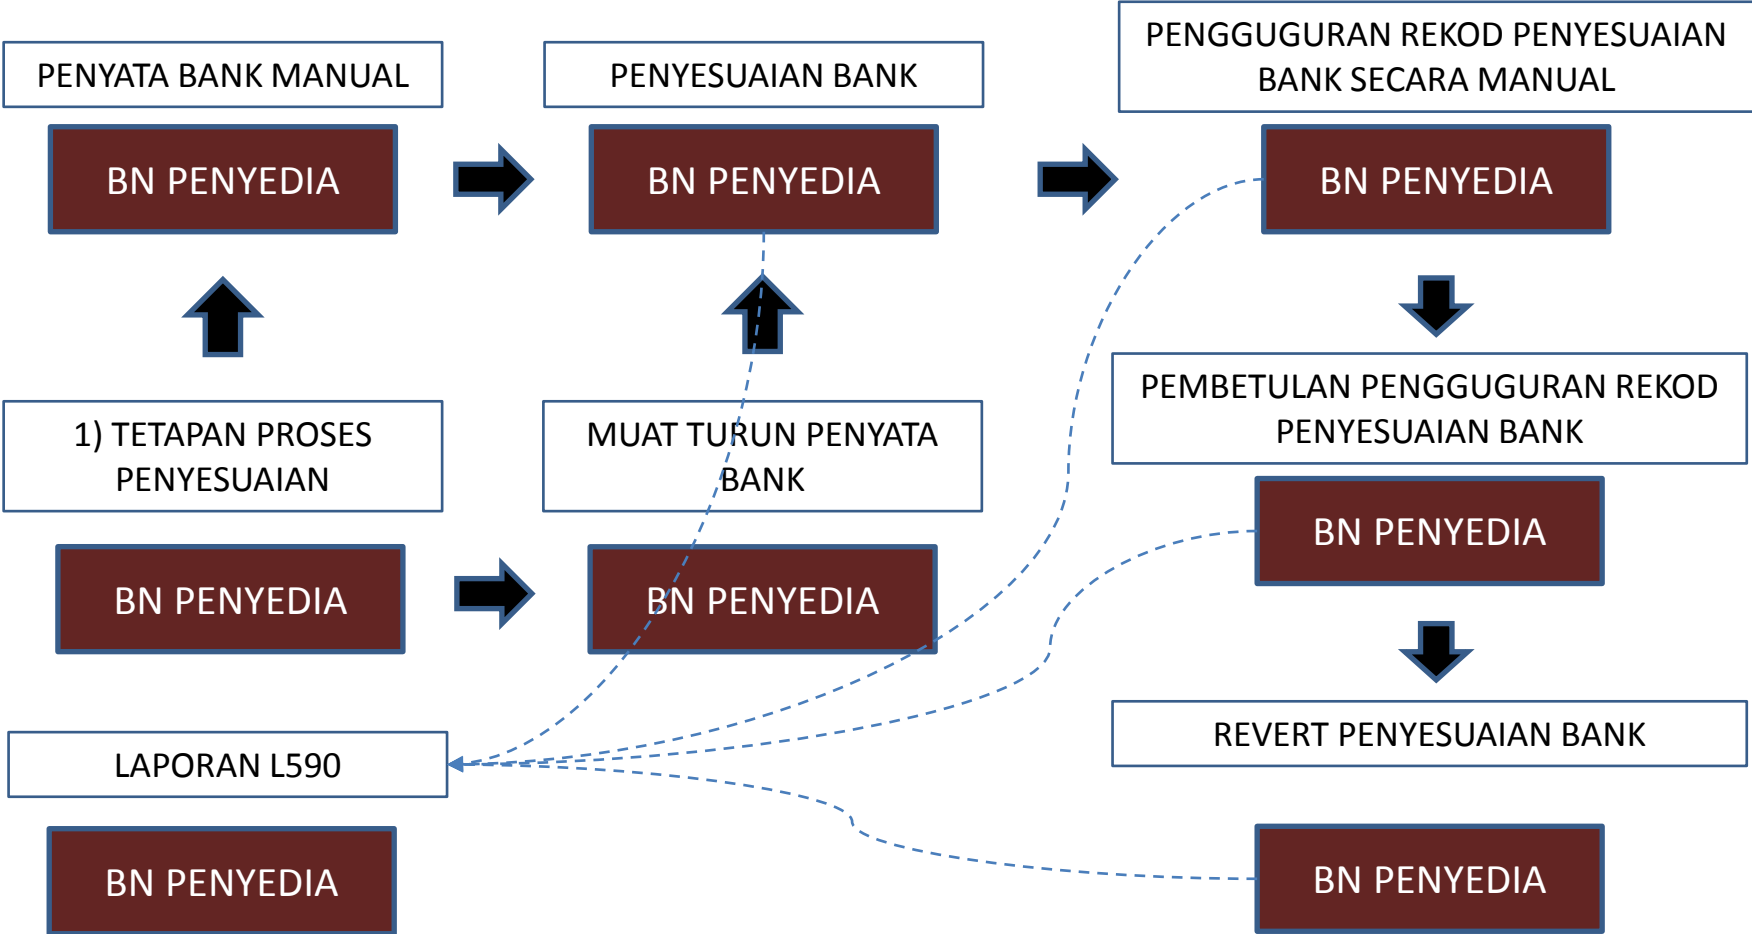 PENYATA BANK MANUAL
BN PENYEDIA
PENYESUAIAN BANK
BN PENYEDIA
PENGGUGURAN REKOD PENYESUAIAN
BANK SECARA MANUAL
BN PENYEDIA
1) TETAPAN PROSES
PENYESUAIAN
BN PENYEDIA
MUAT TURUN PENYATA
BANK
BN PENYEDIA
PEMBETULAN PENGGUGURAN REKOD
PENYESUAIAN BANK
BN PENYEDIA
LAPORAN L590
BN PENYEDIA
REVERT PENYESUAIAN BANK
BN PENYEDIA